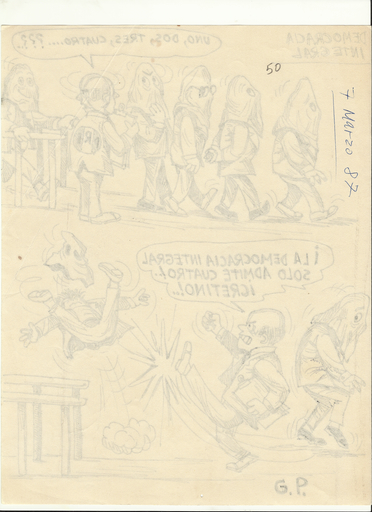 DEMOCRACIA
INTEGRAL
UNO, DOS, TRES, CUATRO....???.
50
7 Marzo 87
¡LA DEMOCRACIA INTEGRAL
SOLO ADMITE CUATRO!..
¡CRETINO!..
G.P.